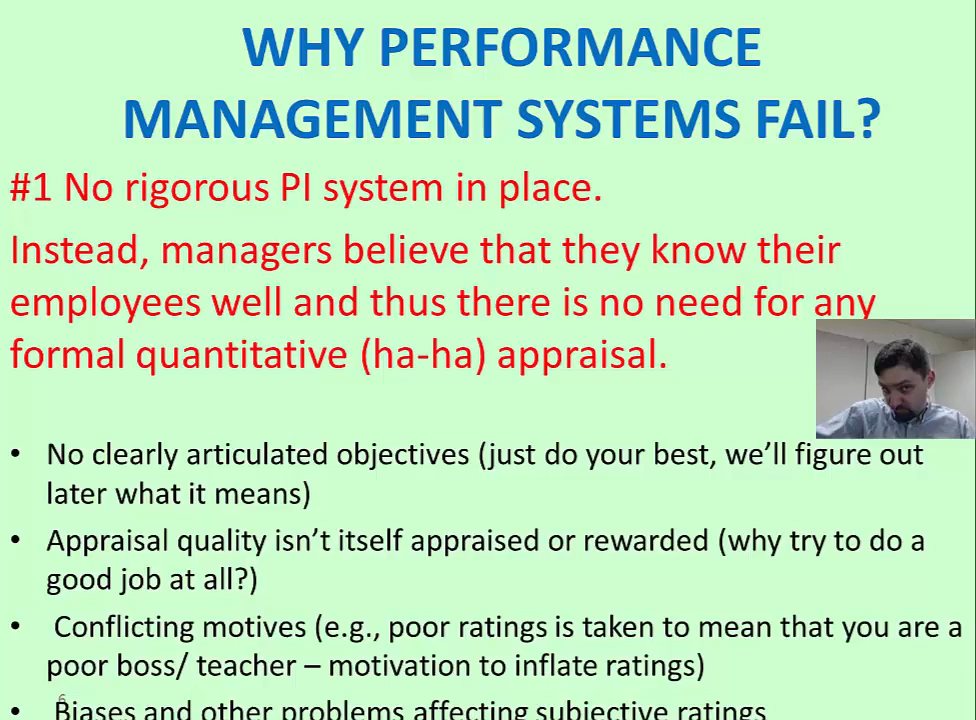 WHY PERFORMANCE
MANAGEMENT SYSTEMS FAIL?
#1 No rigorous PI system in place.
Instead, managers believe that they know their
employees well and thus there is no need for any
formal quantitative (ha-ha) appraisal.
• No clearly articulated objectives (just do your best, we’ll figure out
later what it means)
• Appraisal quality isn’t itself appraised or rewarded (why try to do a
good job at all?)
• Conflicting motives (e.g., poor ratings is taken to mean that you are a
poor boss/ teacher – motivation to inflate ratings)
6
• Biases and other problems affecting subjective ratings